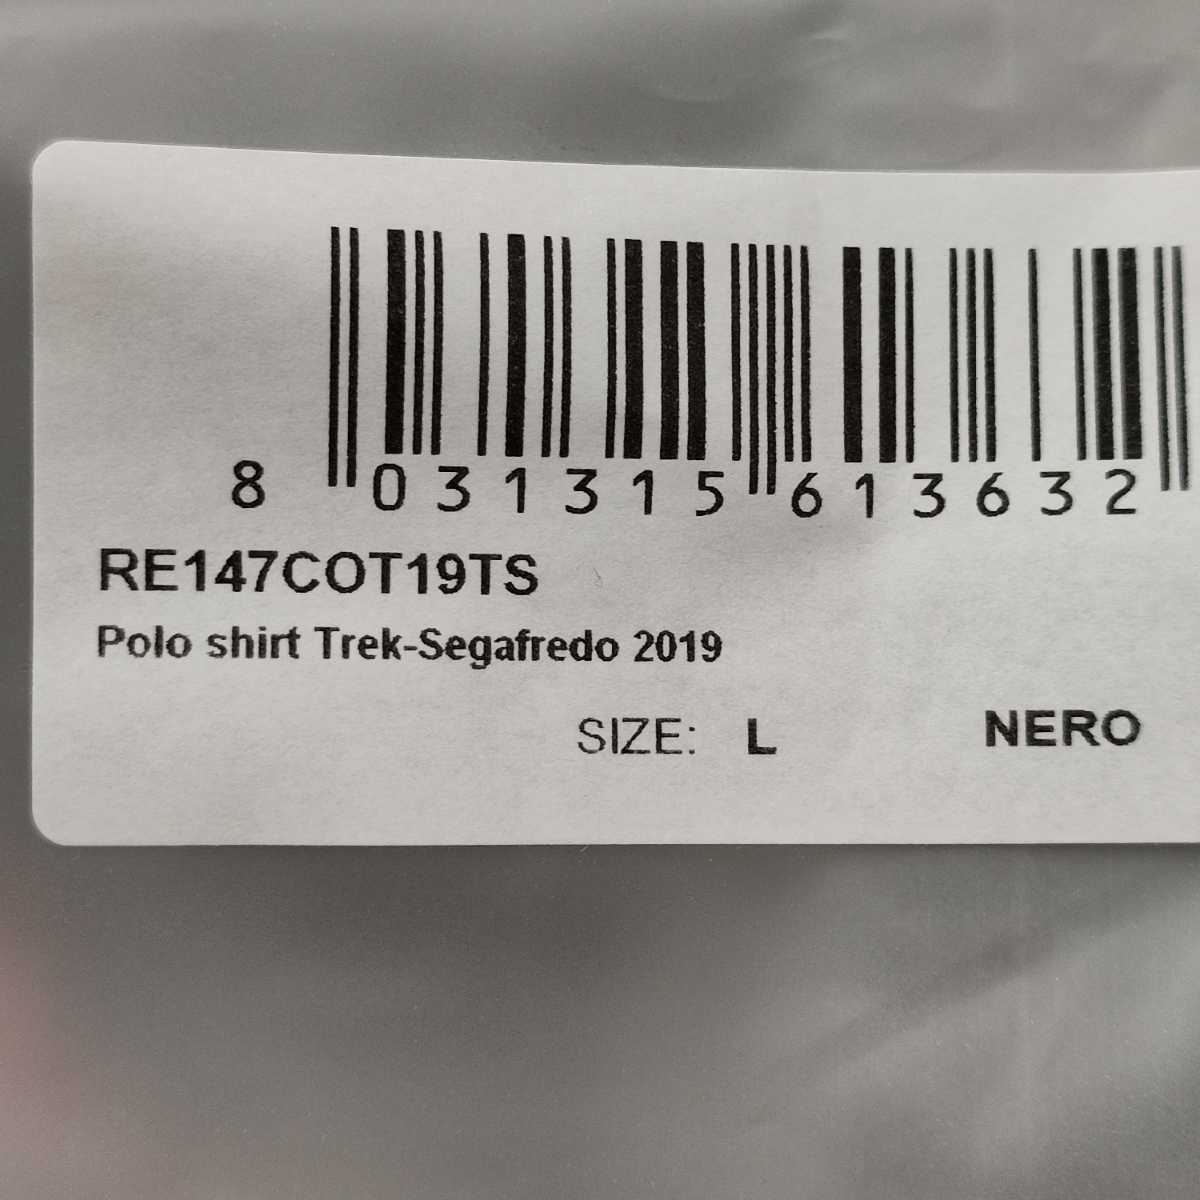 8 031315 613632
RE147COT19TS
Polo shirt Trek-Segafredo 2019
SIZE: L NERO